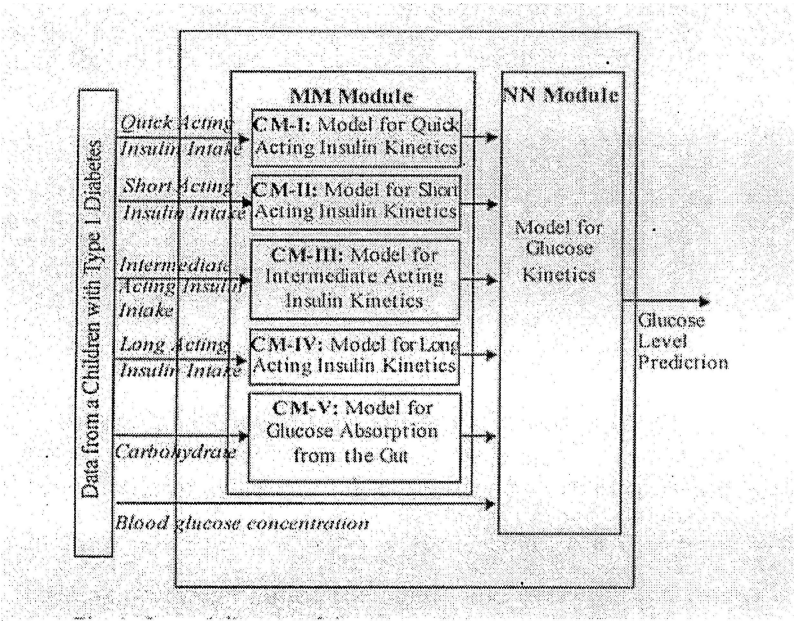 MM Module
NN Module
Data from a Children with Type 1 Diabetes
Quick Acting
Insulin Intake
CM-I: Model for Quick
Acting Insulin Kinetics
Short Acting
Insulin Intake
CM-II: Model for Short
Acting Insulin Kinetics
Intermediate
Acting Insulin
Intake
CM-III: Model for
Intermediate Acting
Insulin Kinetics
Long Acting
Insulin Intake
CM-IV: Model for Long
Acting Insulin Kinetics
Carbohydrate
CM-V: Model for
Glucose Absorption
from the Gut
Blood glucose concentration
Model for
Glucose
Kinetics
Glucose
Level
Prediction